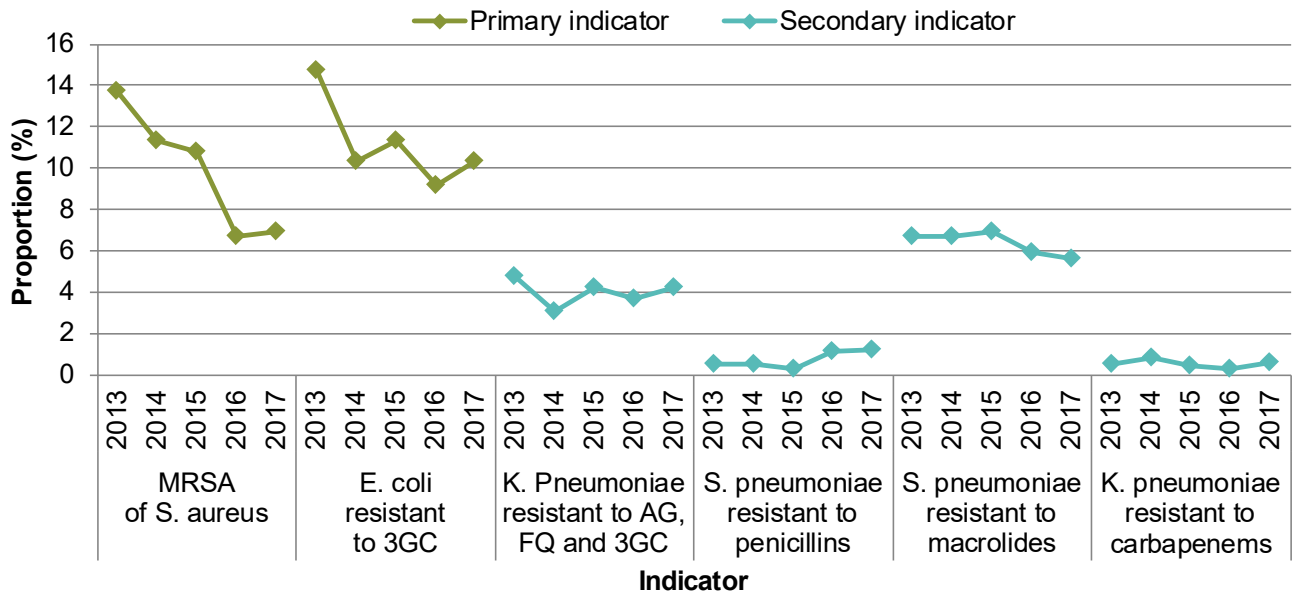 Primary indicator
Secondary indicator
Proportion (%)
16
14
12
10
8
6
4
2
0
2013
2014
2015
2016
2017
2013
2014
2015
2016
2017
2013
2014
2015
2016
2017
2013
2014
2015
2016
2017
2013
2014
2015
2016
2017
2013
2014
2015
2016
2017
MRSA
of S. aureus
E. coli
resistant
to 3GC
K. Pneumoniae
resistant to AG,
FQ and 3GC
S. pneumoniae
resistant to
penicillins
S. pneumoniae
resistant to
macrolides
K. pneumoniae
resistant to
carbapenems
Indicator